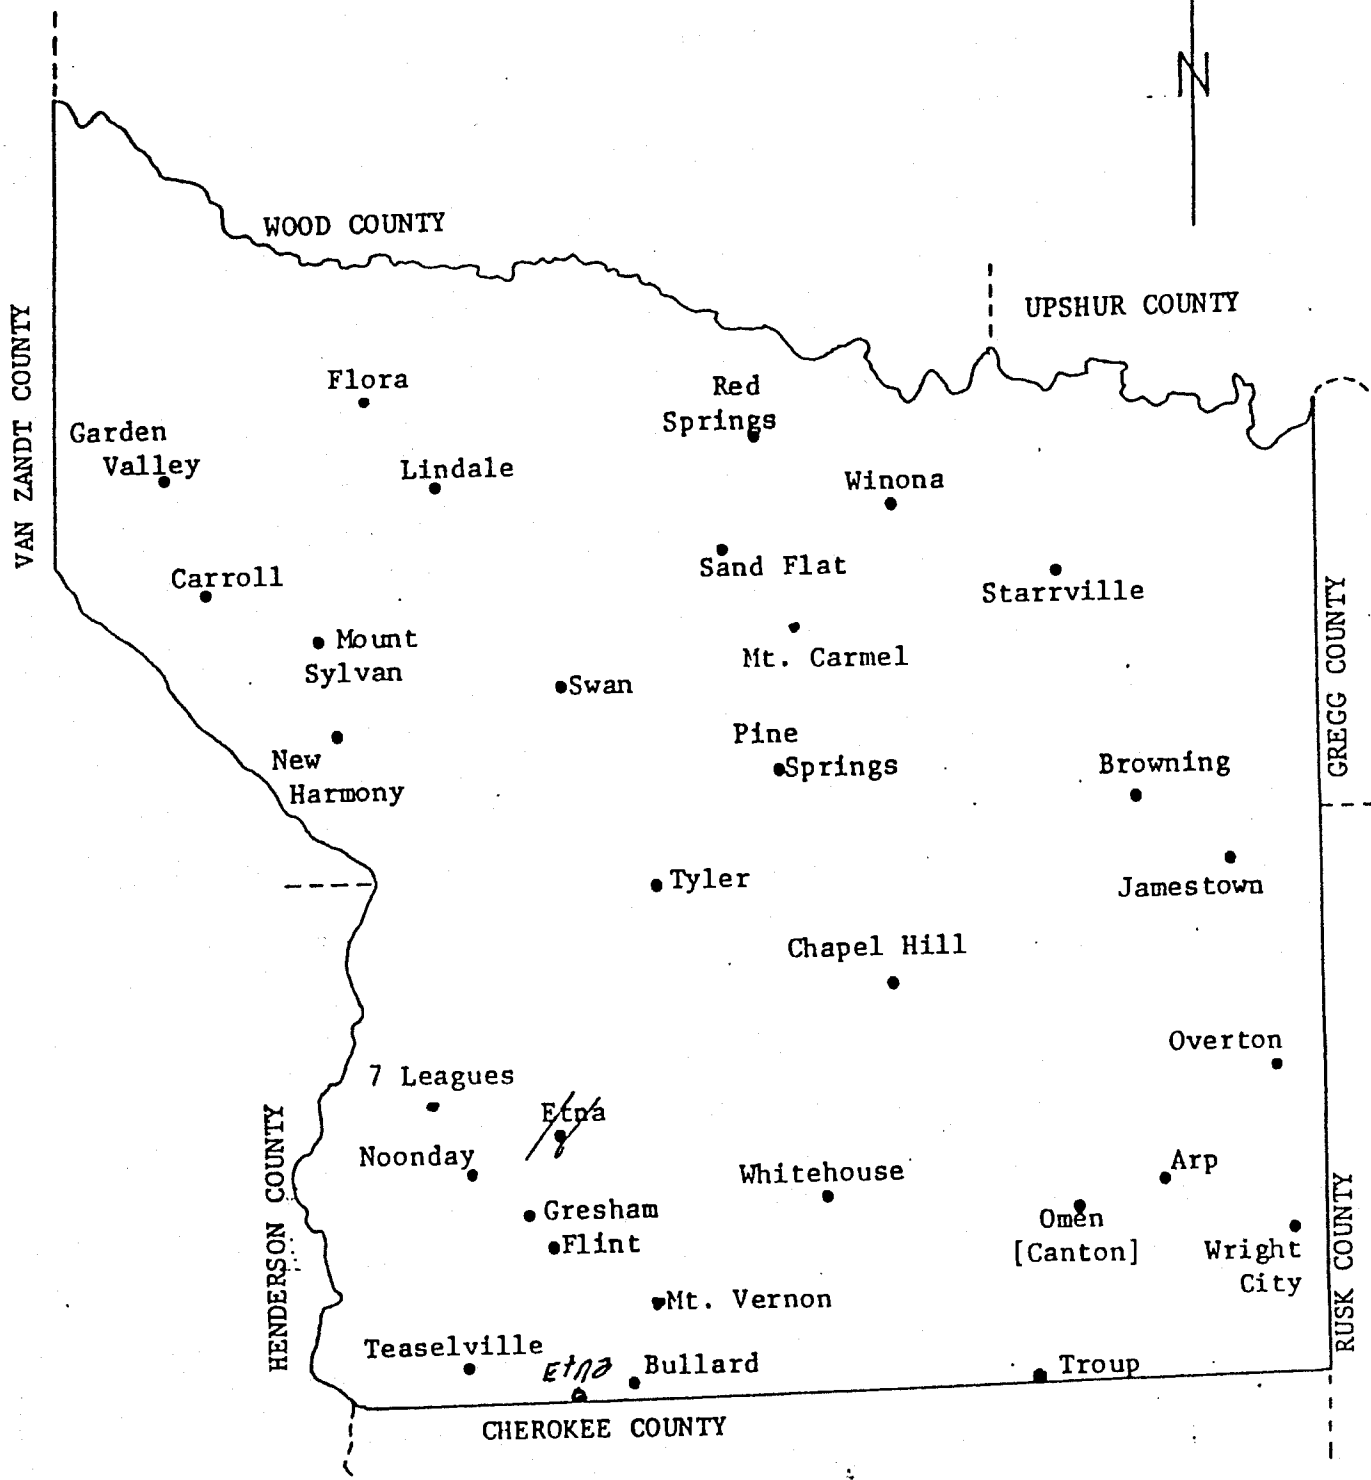 N
WOOD COUNTY
UPSHUR COUNTY
VAN ZANDT COUNTY
Flora
Red
Springs
Garden
Valley
Lindale
Winona
Sand Flat
Starrville
Carroll
Mount
Sylvan
Mt. Carmel
Swan
GREGG COUNTY
Pine
Springs
New
Harmony
Browning
Tyler
Jamestown
Chapel Hill
Overton
7 Leagues
Etna
Noonday
Whitehouse
Arp
HENDERSON COUNTY
Gresham
Flint
Omen
[Canton]
Wright
City
RUSK COUNTY
Mt. Vernon
Teaselville
Etna
Bullard
Troup
CHEROKEE COUNTY